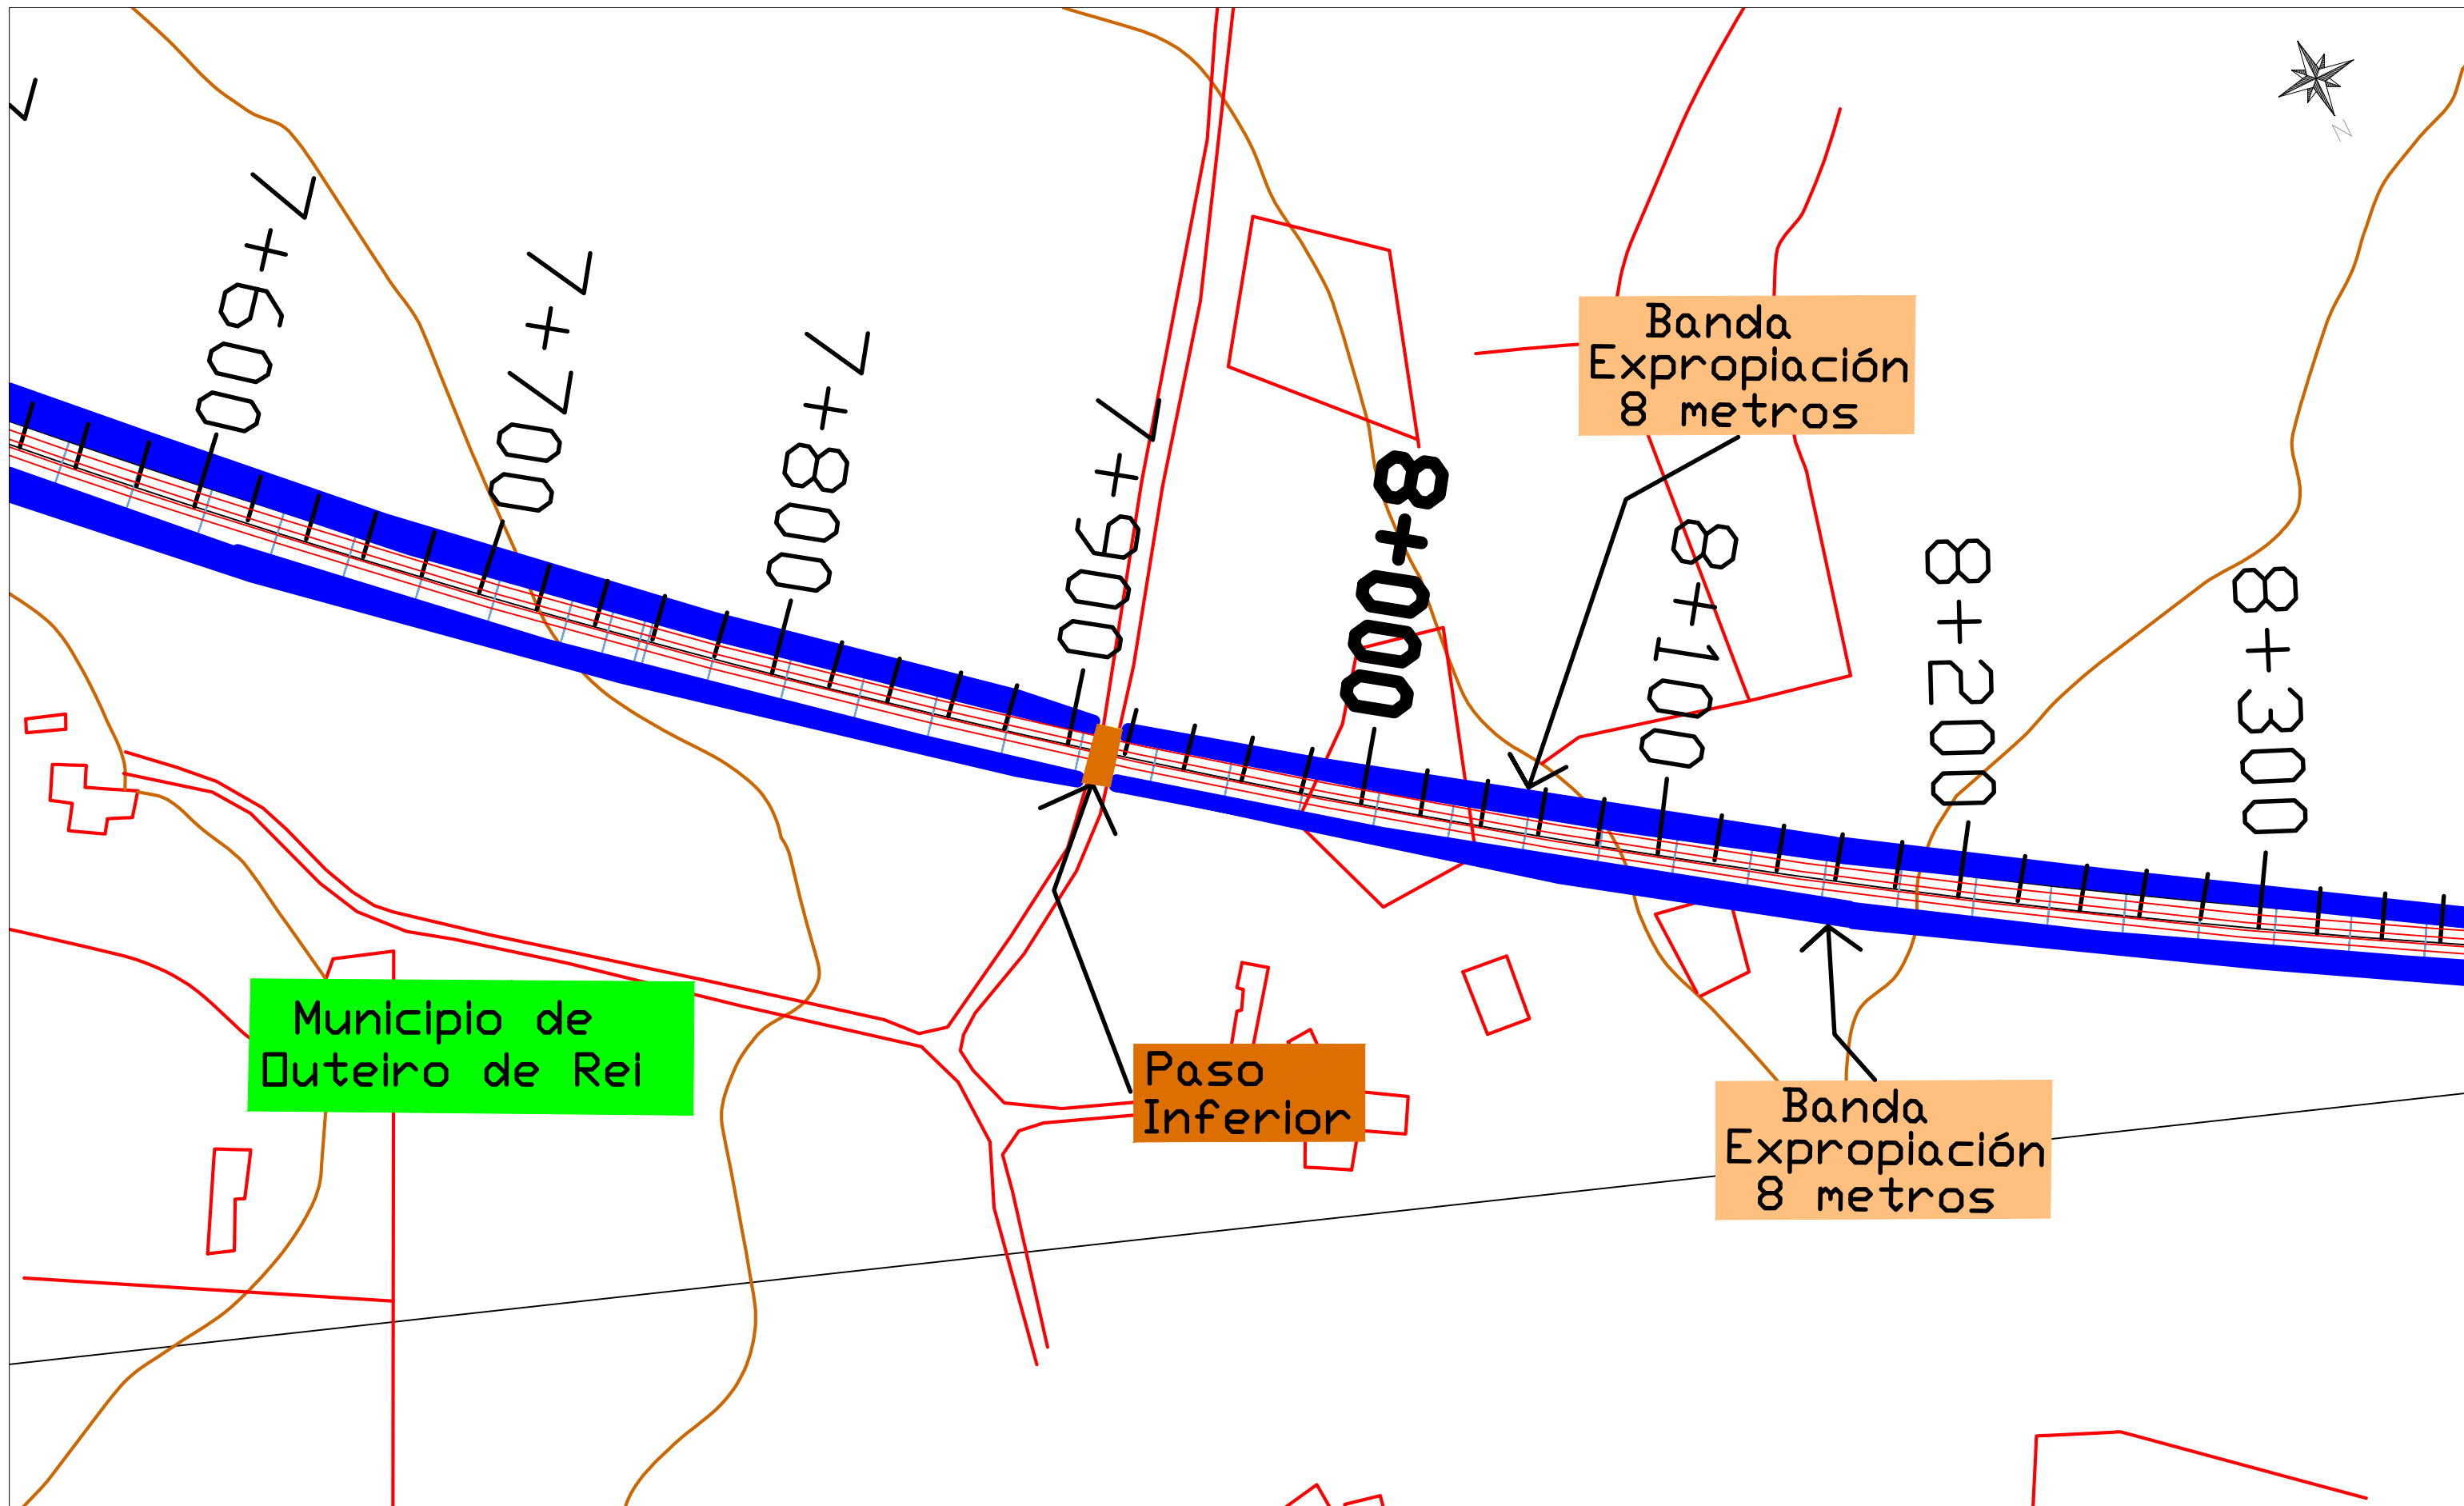 7+600
7+700
7+800
7+900
8+000
8+100
8+200
8+300
Banda
Expropiación
8 metros
Municipio de
Outeiro de Rei
Paso
Inferior
Banda
Expropiación
8 metros
N